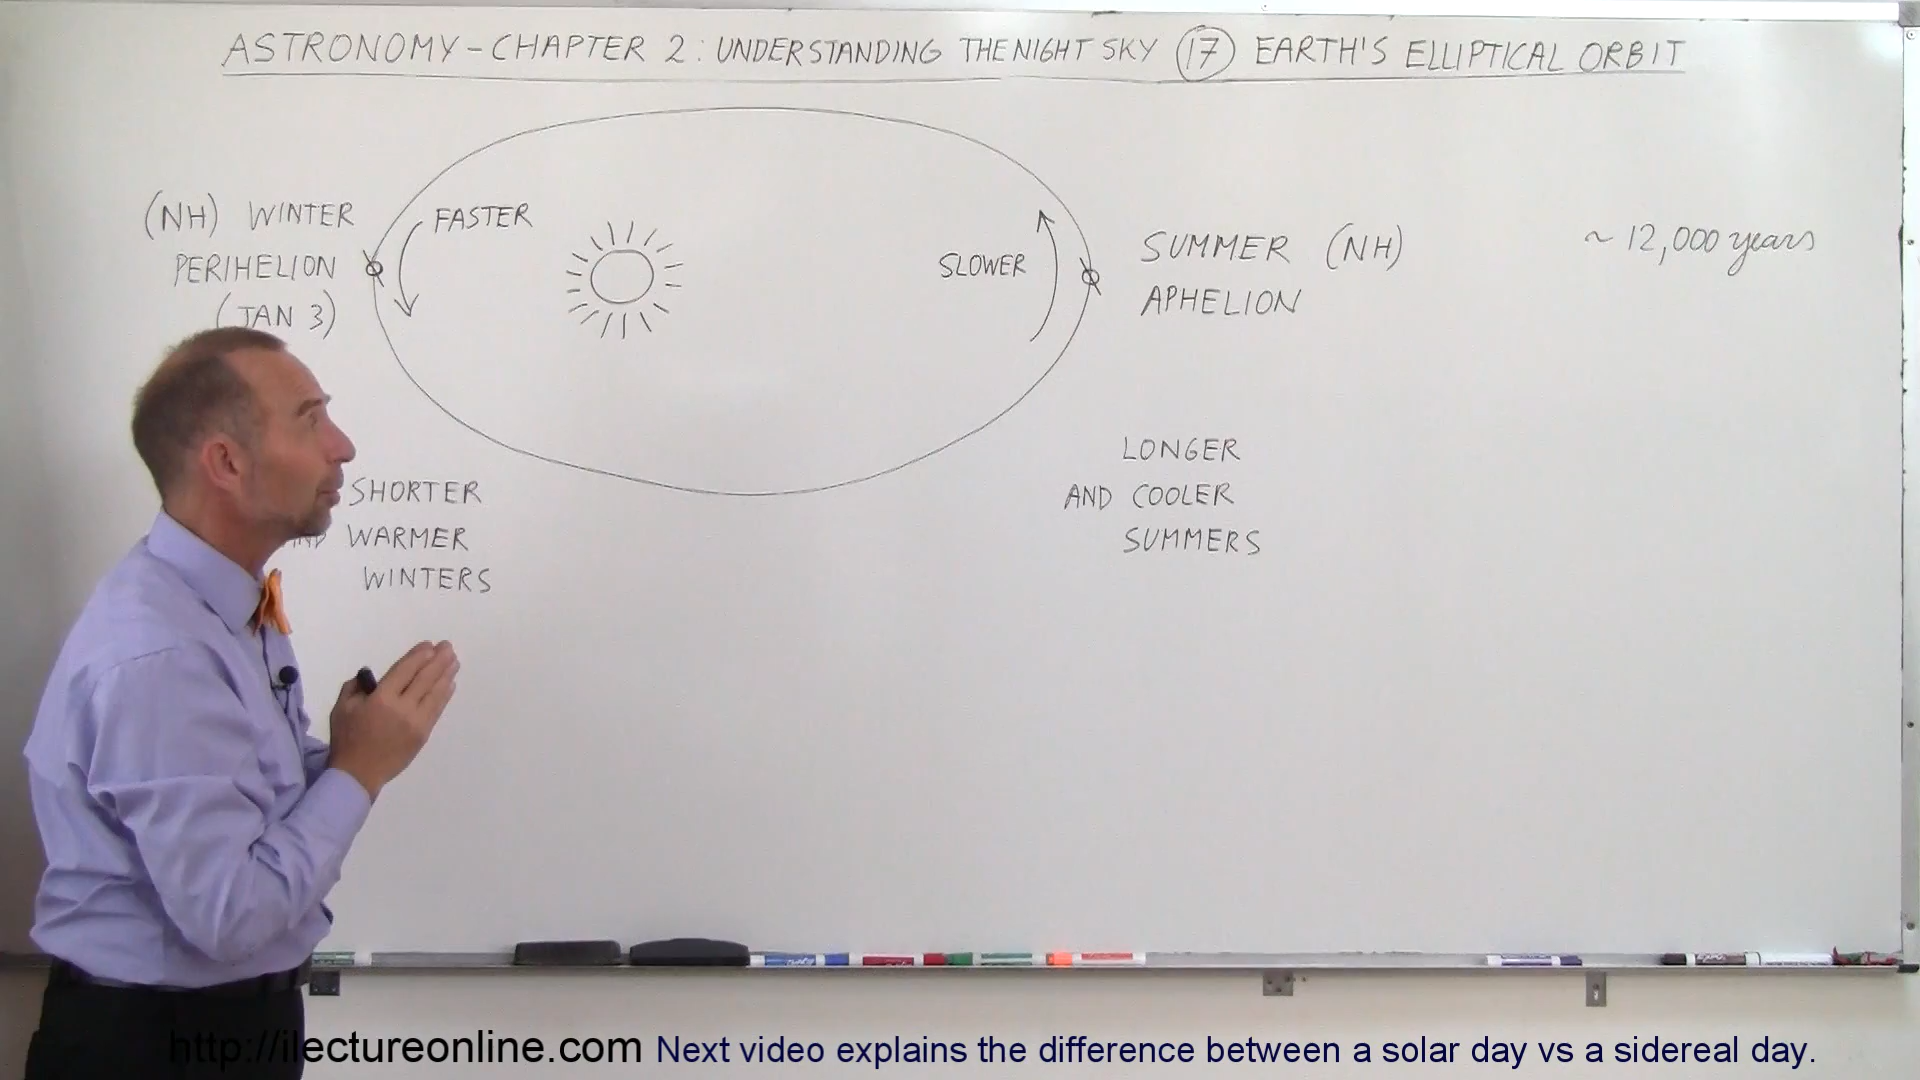 ASTRONOMY - CHAPTER 2: UNDERSTANDING THE NIGHT SKY 17 EARTH'S ELLIPTICAL ORBIT
(NH) WINTER
PERIHELION
(JAN 3)
FASTER
SLOWER
SUMMER (NH)
APHELION
~ 12,000 years
SHORTER
AND WARMER
WINTERS
LONGER
AND COOLER
SUMMERS
EXPO
http://ilectureonline.com Next video explains the difference between a solar day vs a sidereal day.